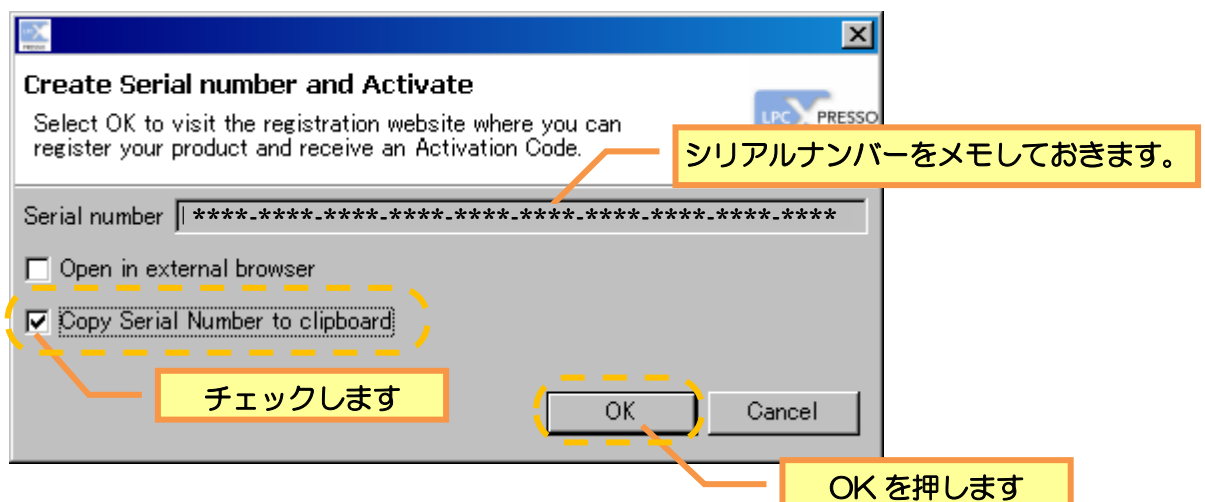 Create Serial number and Activate
Select OK to visit the registration website where you can
register your product and receive an Activation Code.
LPC PRESSO
シリアルナンバーをメモしておきます。
Serial number ****-****-****-****-****-****-****-****-****-****
Open in external browser
Copy Serial Number to clipboard
チェックします
OK Cancel
OK を押します